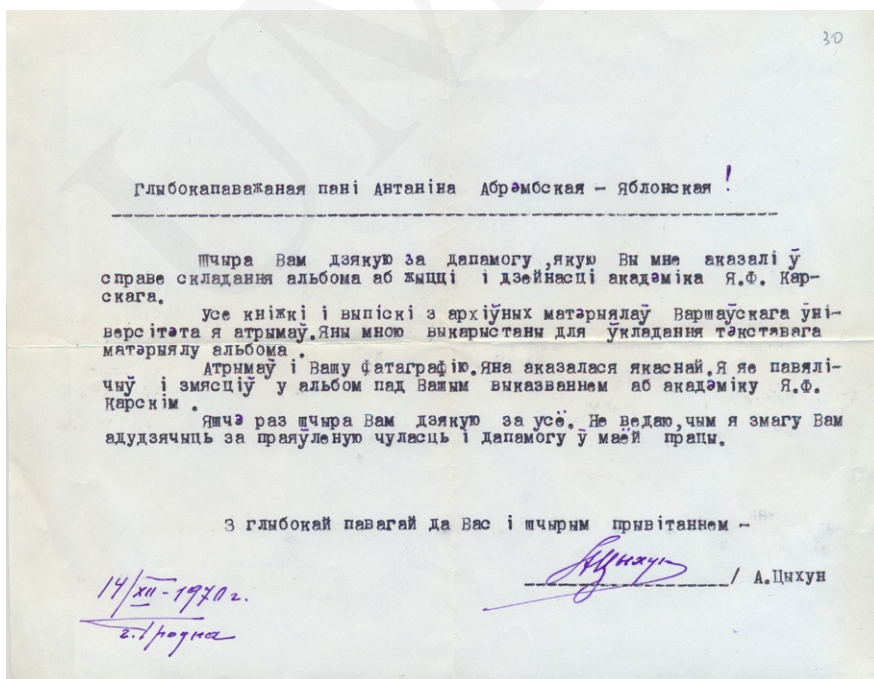 30
Глыбокапаважаная пані Антаніна Абрэмбская – Яблонская !
Шчыра Вам дзякую за дапамогу ,якую Вы мне аказалі ў
справе складання альбома аб жыцці і дзейнасці акадэміка Я.Ф. Кар-
скага.
Усе кніжкі і выпіскі з архіўных матэрыялаў Варшаўскага ўні-
версітэта я атрымаў.Яны мною выкарыстаны для ўкладання тэкставага
матэрыялу альбома .
Атрымаў і Вашу фатаграфію.Яна аказалася якаснай.Я яе павялі-
чыў і змясціў у альбом пад Вашым выказваннем аб акадэміку Я.Ф.
Карскім .
Яшчэ раз шчыра Вам дзякую за усё. Не ведаю,чым я змагу Вам
адудзячыць за праяўленую чуласць і дапамогу ў маёй працы.
З глыбокай павагай да Вас і шчырым прывітаннем –
АЦыхун / А.Цыхун
14/XII-1970г.
г.Гродна
UM